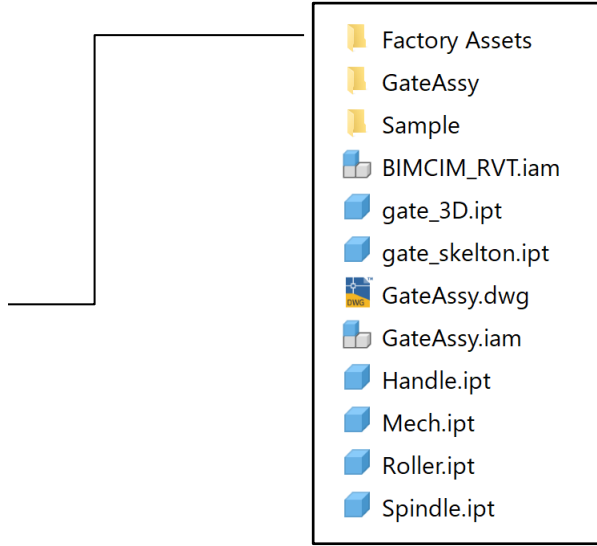 Factory Assets
GateAssy
Sample
BIMCIM_RVT.iam
gate_3D.ipt
gate_skelton.ipt
DWG GateAssy.dwg
GateAssy.iam
Handle.ipt
Mech.ipt
Roller.ipt
Spindle.ipt